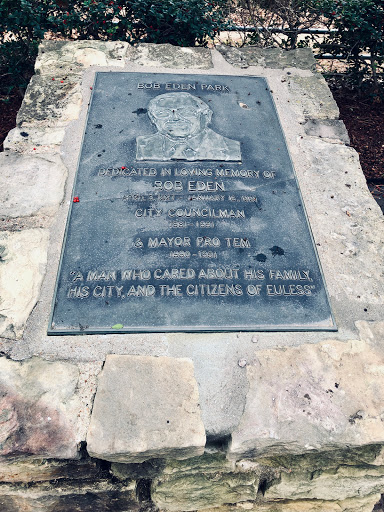 BOB EDEN PARK
DEDICATED IN LOVING MEMORY OF
BOB EDEN
JANUARY
CITY COUNCILMAN
& MAYOR PRO TEM
"A MAN WHO CARED ABOUT HIS FAMILY,
HIS CITY, AND THE CITIZENS OF EULESS"